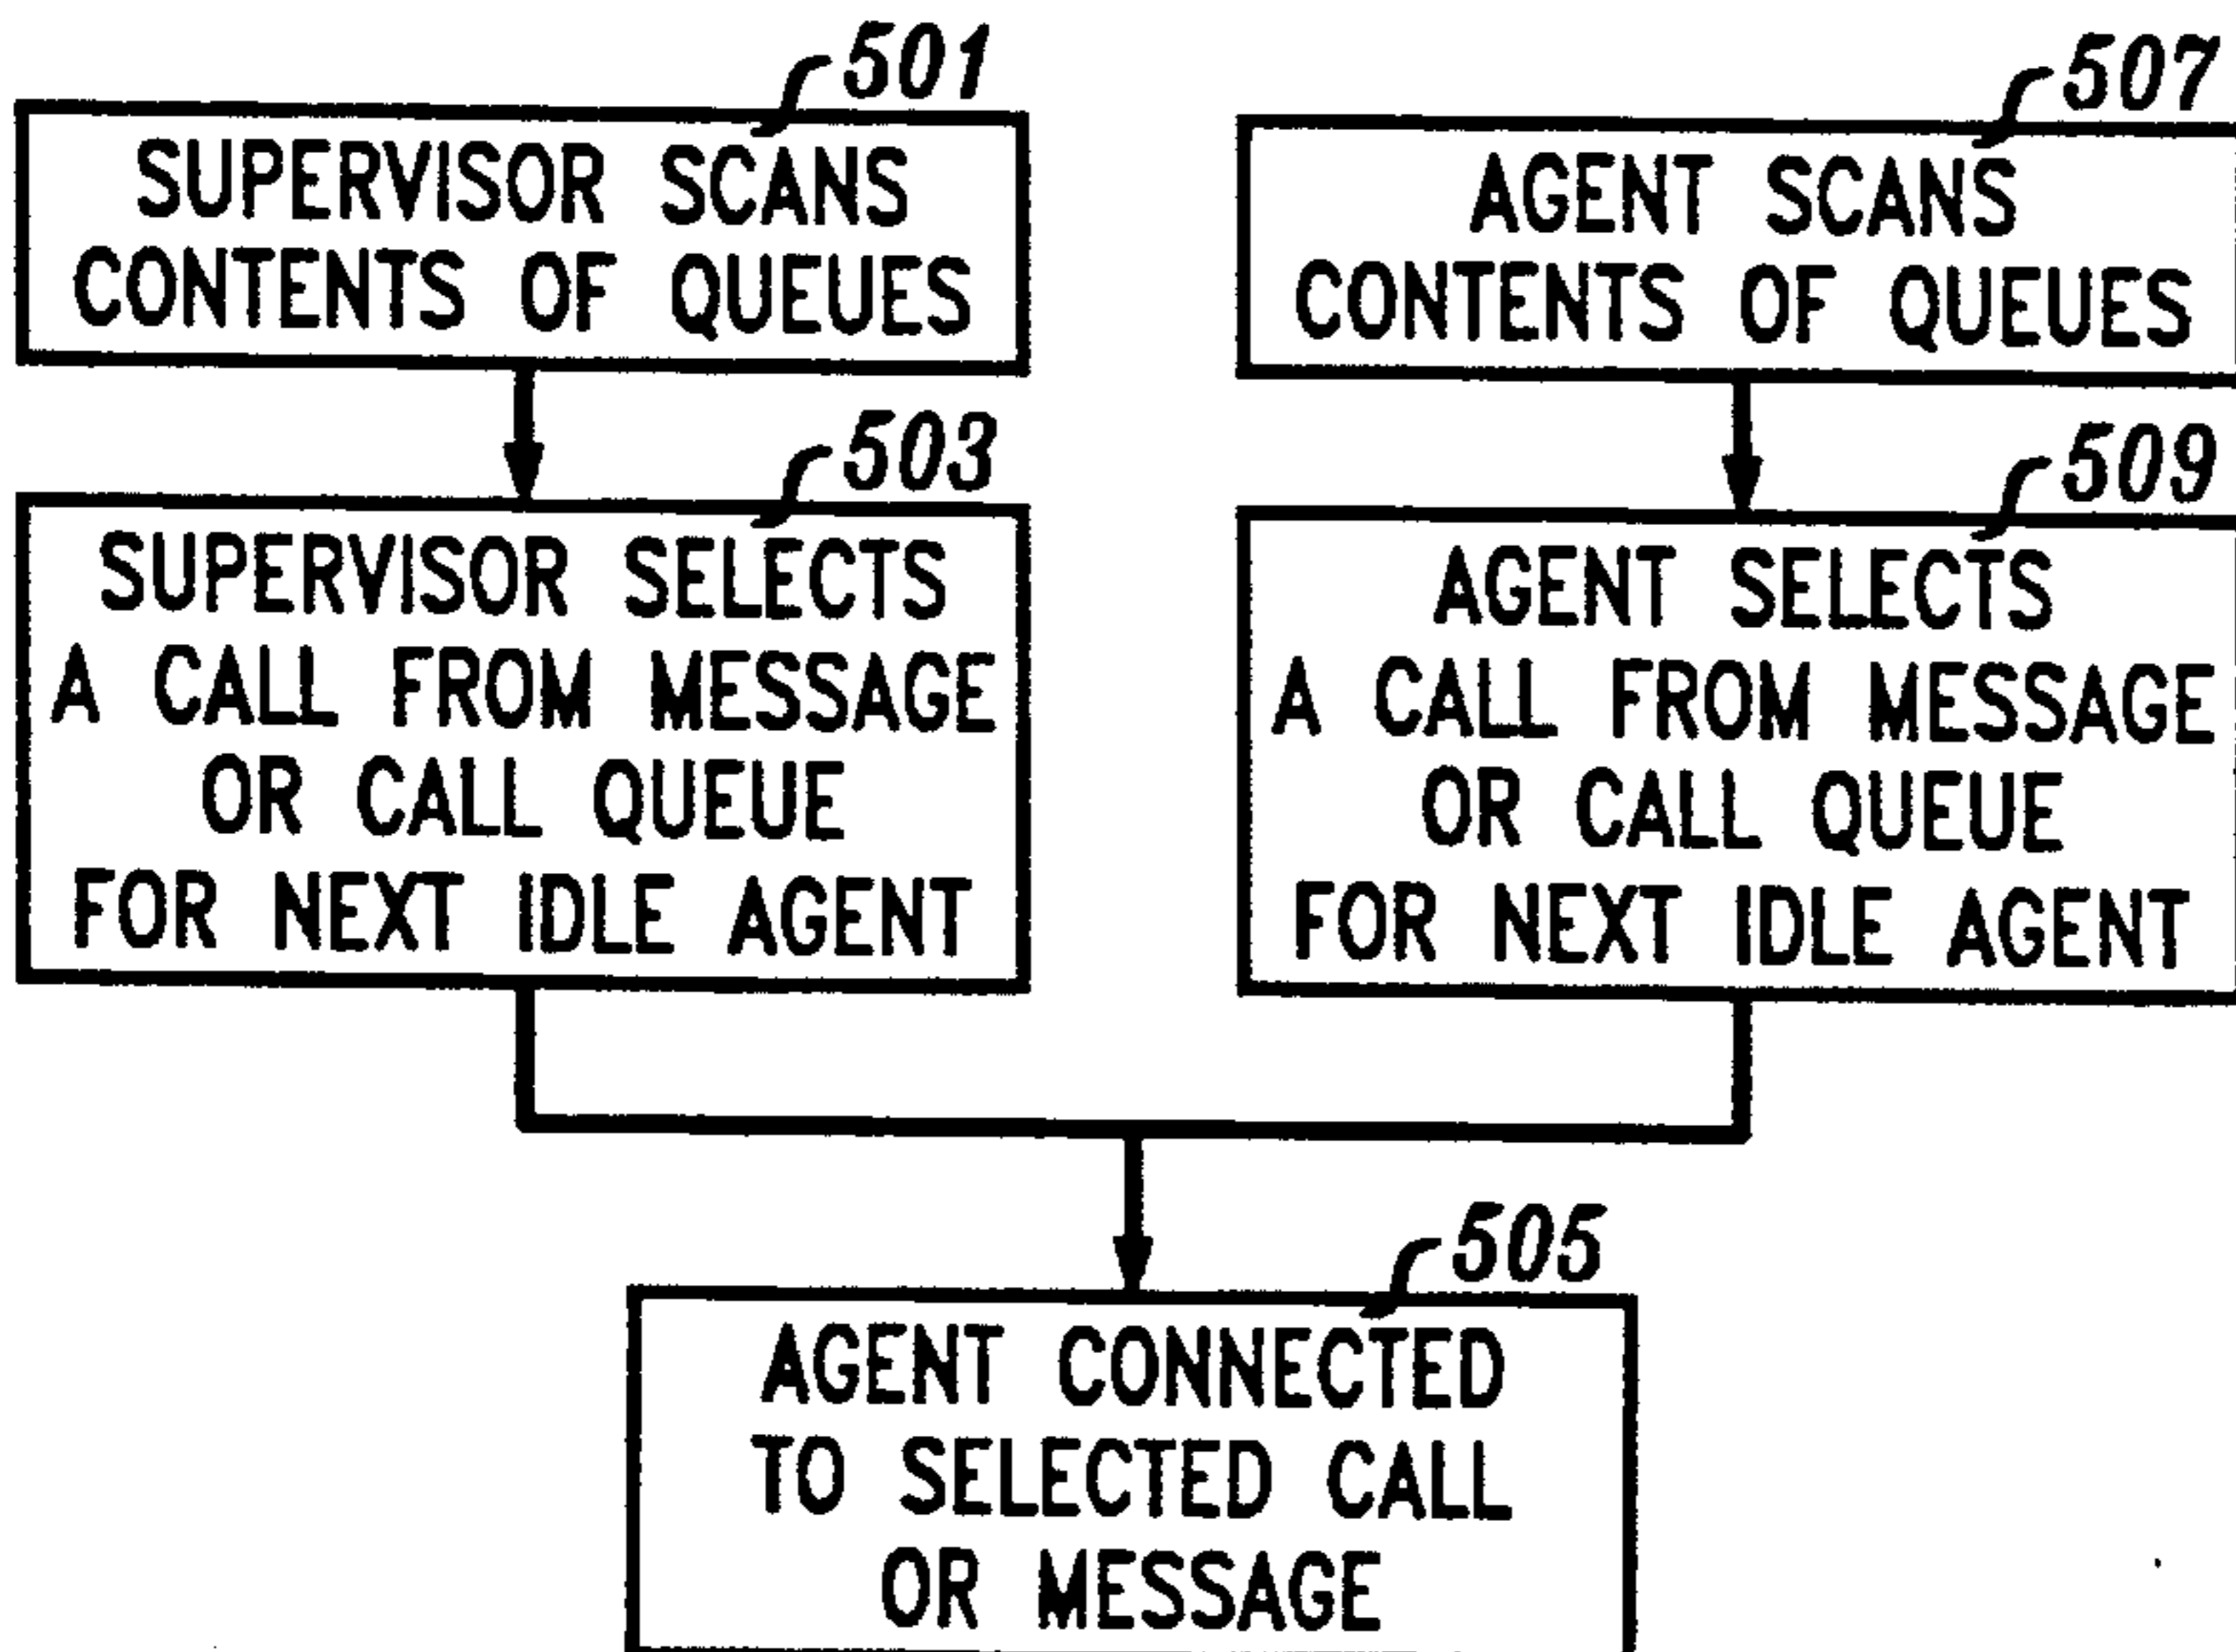 501
SUPERVISOR SCANS
CONTENTS OF QUEUES
503
SUPERVISOR SELECTS
A CALL FROM MESSAGE
OR CALL QUEUE
FOR NEXT IDLE AGENT
507
AGENT SCANS
CONTENTS OF QUEUES
509
AGENT SELECTS
A CALL FROM MESSAGE
OR CALL QUEUE
FOR NEXT IDLE AGENT
505
AGENT CONNECTED
TO SELECTED CALL
OR MESSAGE